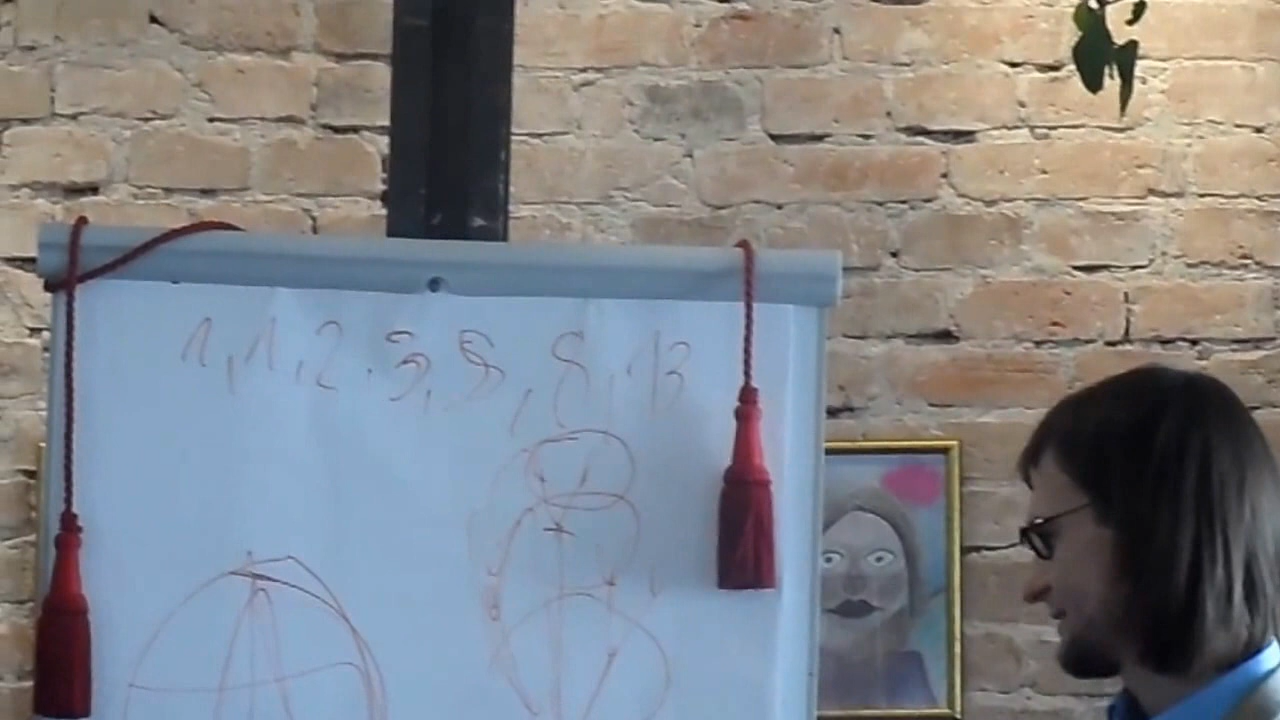 1, 1, 2, 3, 5, 8, 13